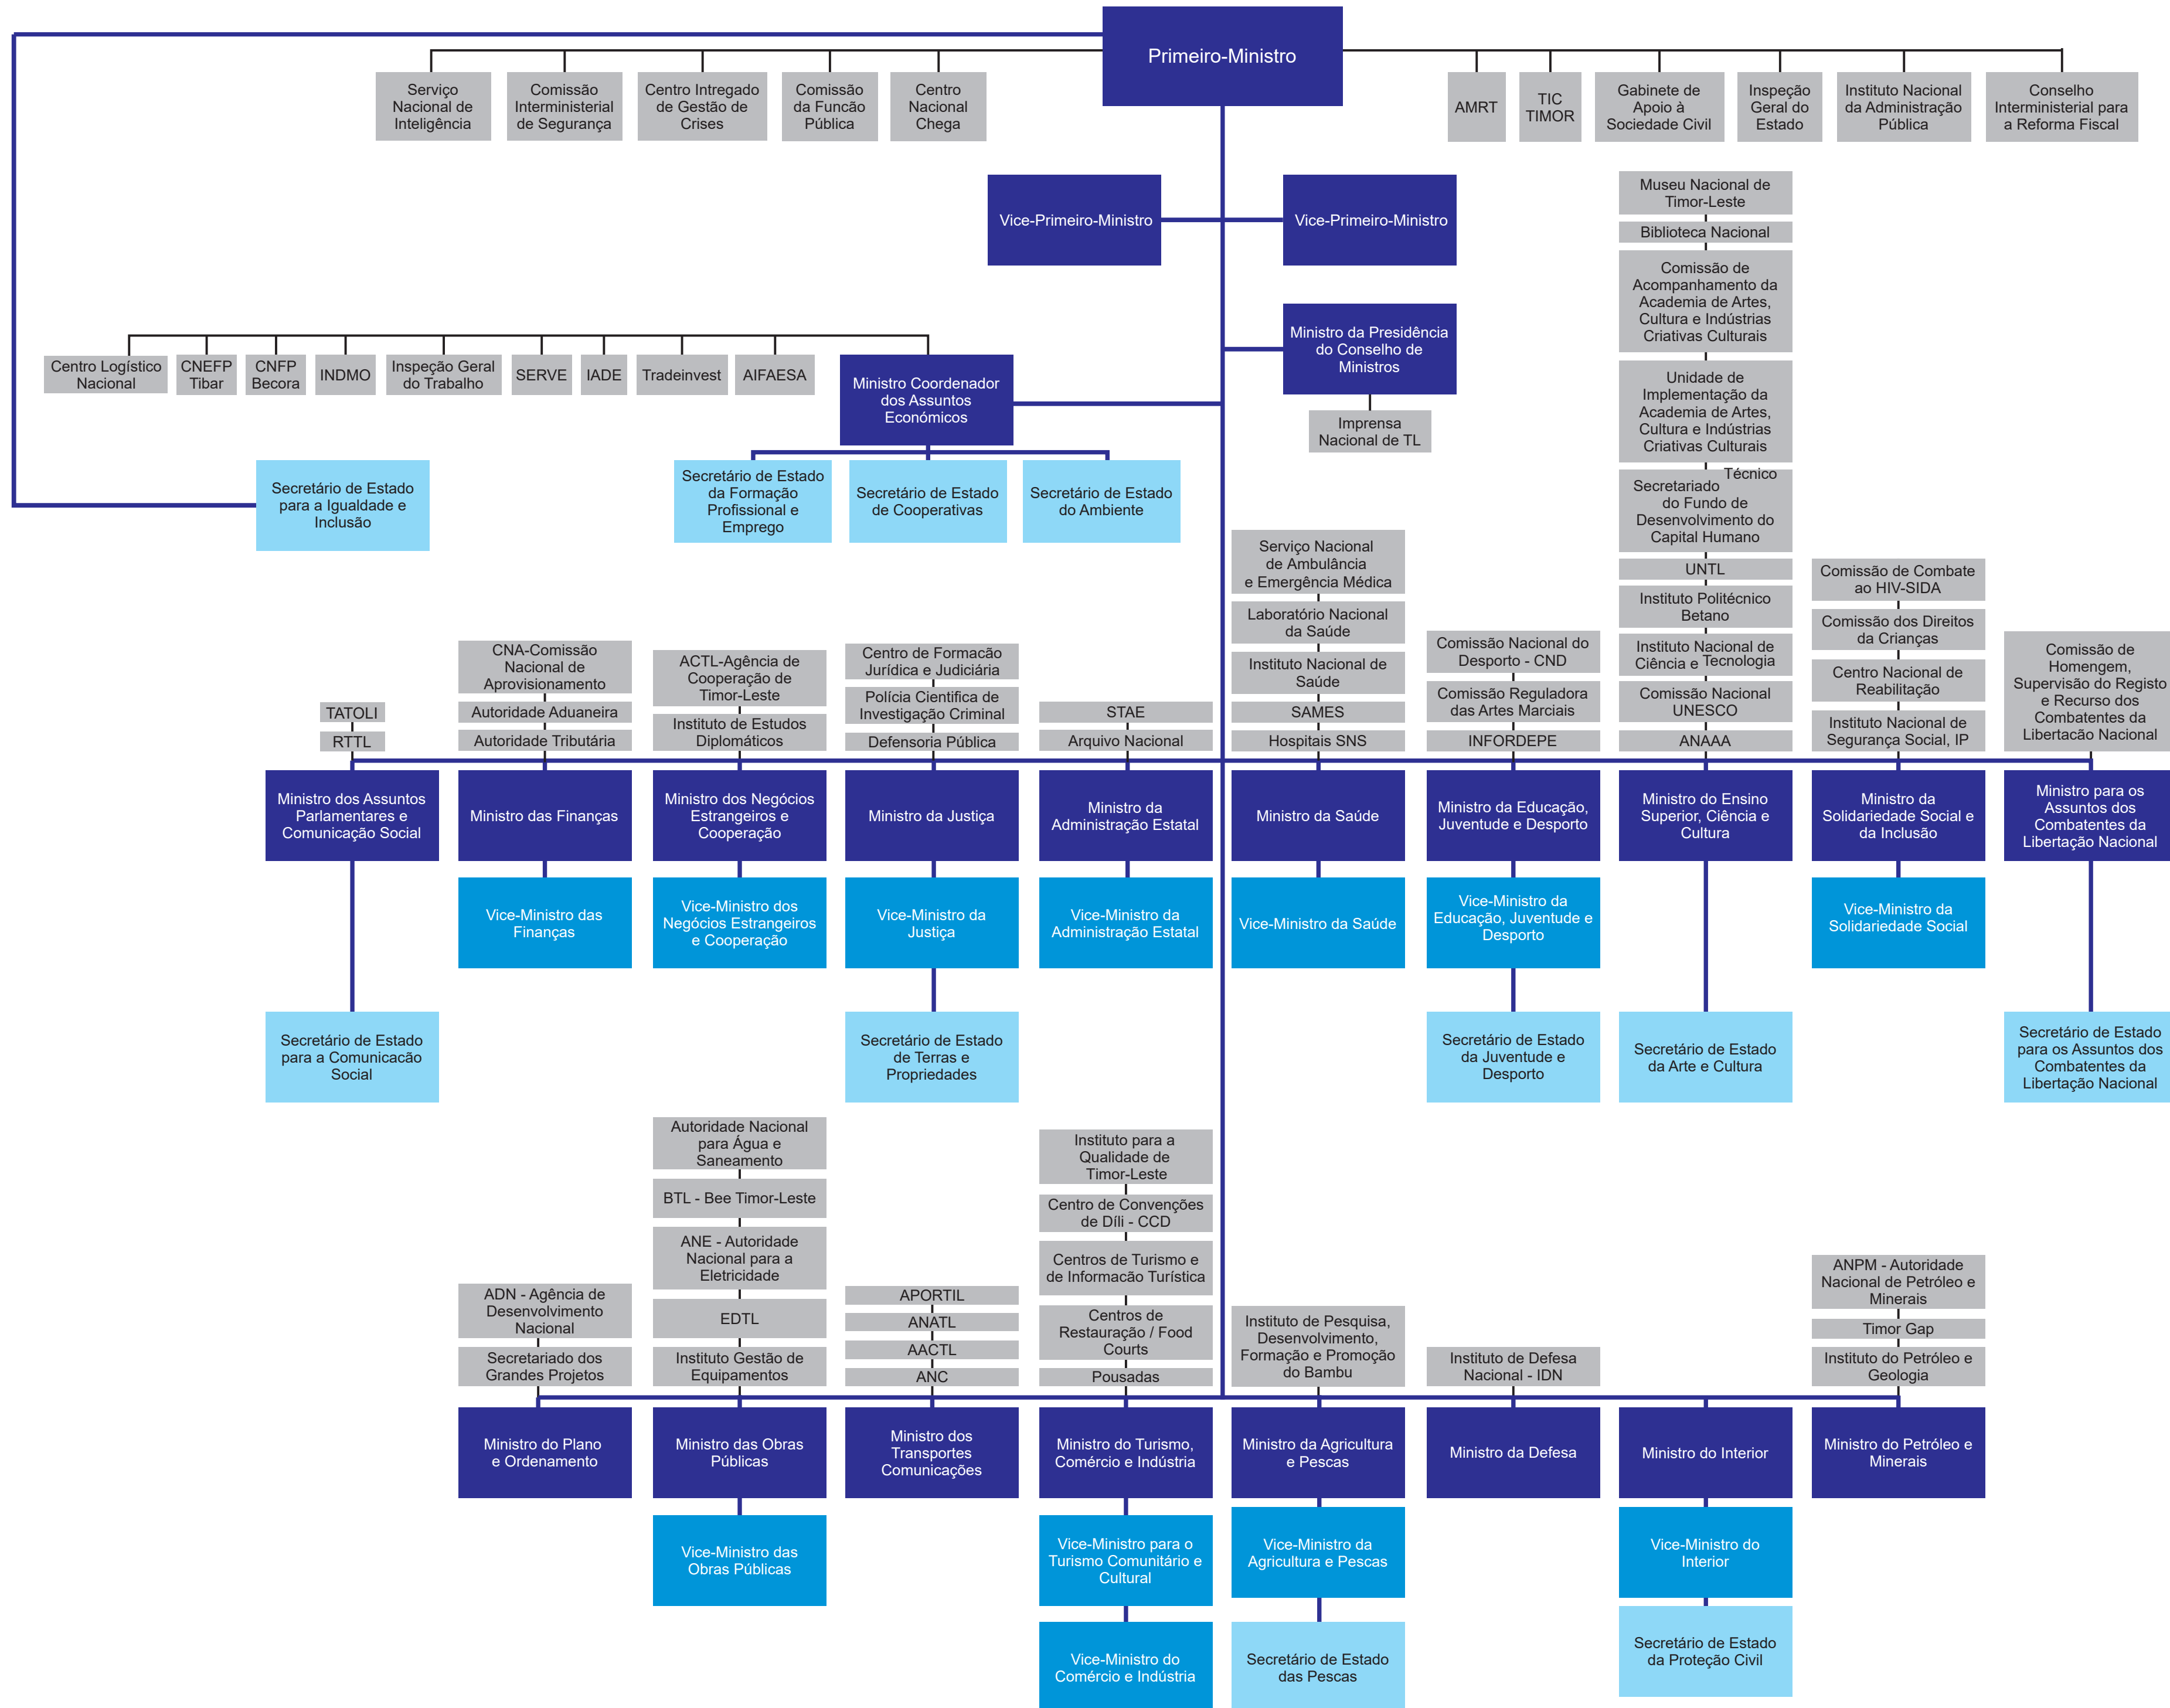 Primeiro-Ministro
Serviço
Nacional de
Inteligência
Comissão
Interministerial
de Segurança
Centro Intregado
de Gestão de
Crises
Comissão
da Funcão
Pública
Centro
Nacional
Chega
AMRT
TIC
TIMOR
Gabinete de
Apoio à
Sociedade Civil
Inspeção
Geral do
Estado
Instituto Nacional
da Administração
Pública
Conselho
Interministerial para
a Reforma Fiscal
Vice-Primeiro-Ministro
Vice-Primeiro-Ministro
Museu Nacional de
Timor-Leste
Biblioteca Nacional
Comissão de
Acompanhamento da
Academia de Artes,
Cultura e Indústrias
Criativas Culturais
Unidade de
Implementação da
Academia de Artes,
Cultura e Indústrias
Criativas Culturais
Secretariado Técnico
do Fundo de
Desenvolvimento do
Capital Humano
UNTL
Instituto Politécnico
Betano
Instituto Nacional de
Ciência e Tecnologia
Comissão Nacional
UNESCO
ANAAA
Ministro da Presidência
do Conselho de
Ministros
Imprensa
Nacional de TL
Centro Logístico
Nacional
CNEFP
Tibar
CNFP
Becora
INDMO
Inspeção Geral
do Trabalho
SERVE
IADE
Tradeinvest
AIFAESA
Ministro Coordenador
dos Assuntos
Económicos
Secretário de Estado
para a Igualdade e
Inclusão
Secretário de Estado
da Formação
Profissional e
Emprego
Secretário de Estado
de Cooperativas
Secretário de Estado
do Ambiente
TATOLI
RTTL
CNA-Comissão
Nacional de
Aprovisionamento
Autoridade Aduaneira
Autoridade Tributária
ACTL-Agência de
Cooperação de
Timor-Leste
Instituto de Estudos
Diplomáticos
Centro de Formacão
Jurídica e Judiciária
Polícia Cientifica de
Investigação Criminal
Defensoria Pública
STAE
Arquivo Nacional
Serviço Nacional
de Ambulância
e Emergência Médica
Laboratório Nacional
da Saúde
Instituto Nacional de
Saúde
SAMES
Hospitais SNS
Comissão Nacional do
Desporto - CND
Comissão Reguladora
das Artes Marciais
INFORDEPE
Comissão de Combate
ao HIV-SIDA
Comissão dos Direitos
da Crianças
Centro Nacional de
Reabilitação
Instituto Nacional de
Segurança Social, IP
Comissão de
Homengem,
Supervisão do Registo
e Recurso dos
Combatentes da
Libertacão Nacional
Ministro dos Assuntos
Parlamentares e
Comunicação Social
Ministro das Finanças
Ministro dos Negócios
Estrangeiros e
Cooperação
Ministro da Justiça
Ministro da
Administração Estatal
Ministro da Saúde
Ministro da Educação,
Juventude e Desporto
Ministro do Ensino
Superior, Ciência e
Cultura
Ministro da
Solidariedade Social e
da Inclusão
Ministro para os
Assuntos dos
Combatentes da
Libertação Nacional
Vice-Ministro das
Finanças
Vice-Ministro dos
Negócios Estrangeiros
e Cooperação
Vice-Ministro da
Justiça
Vice-Ministro da
Administração Estatal
Vice-Ministro da Saúde
Vice-Ministro da
Educação, Juventude e
Desporto
Vice-Ministro da
Solidariedade Social
Secretário de Estado
para a Comunicacão
Social
Secretário de Estado
de Terras e
Propriedades
Secretário de Estado
da Juventude e
Desporto
Secretário de Estado
da Arte e Cultura
Secretário de Estado
para os Assuntos dos
Combatentes da
Libertação Nacional
ADN - Agência de
Desenvolvimento
Nacional
Secretariado dos
Grandes Projetos
Autoridade Nacional
para Água e
Saneamento
BTL - Bee Timor-Leste
ANE - Autoridade
Nacional para a
Eletricidade
EDTL
Instituto Gestão de
Equipamentos
APORTIL
ANATL
AACTL
ANC
Instituto para a
Qualidade de
Timor-Leste
Centro de Convenções
de Díli - CCD
Centros de Turismo e
de Informacão Turística
Centros de
Restauração / Food
Courts
Pousadas
Instituto de Pesquisa,
Desenvolvimento,
Formação e Promoção
do Bambu
Instituto de Defesa
Nacional - IDN
ANPM - Autoridade
Nacional de Petróleo e
Minerais
Timor Gap
Instituto do Petróleo e
Geologia
Ministro do Plano
e Ordenamento
Ministro das Obras
Públicas
Ministro dos
Transportes
Comunicações
Ministro do Turismo,
Comércio e Indústria
Ministro da Agricultura
e Pescas
Ministro da Defesa
Ministro do Interior
Ministro do Petróleo e
Minerais
Vice-Ministro das
Obras Públicas
Vice-Ministro para o
Turismo Comunitário e
Cultural
Vice-Ministro da
Agricultura e Pescas
Vice-Ministro do
Interior
Vice-Ministro do
Comércio e Indústria
Secretário de Estado
das Pescas
Secretário de Estado
da Proteção Civil